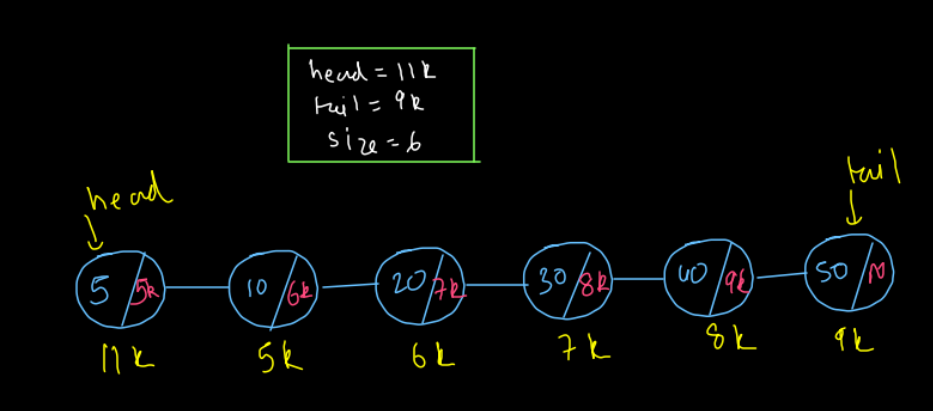 head = 11k
tail = 9k
size = 6
head
tail
5 / 5k
10 / 6k
20 / 7k
30 / 8k
40 / 9k
50 / N
11k
5k
6k
7k
8k
9k